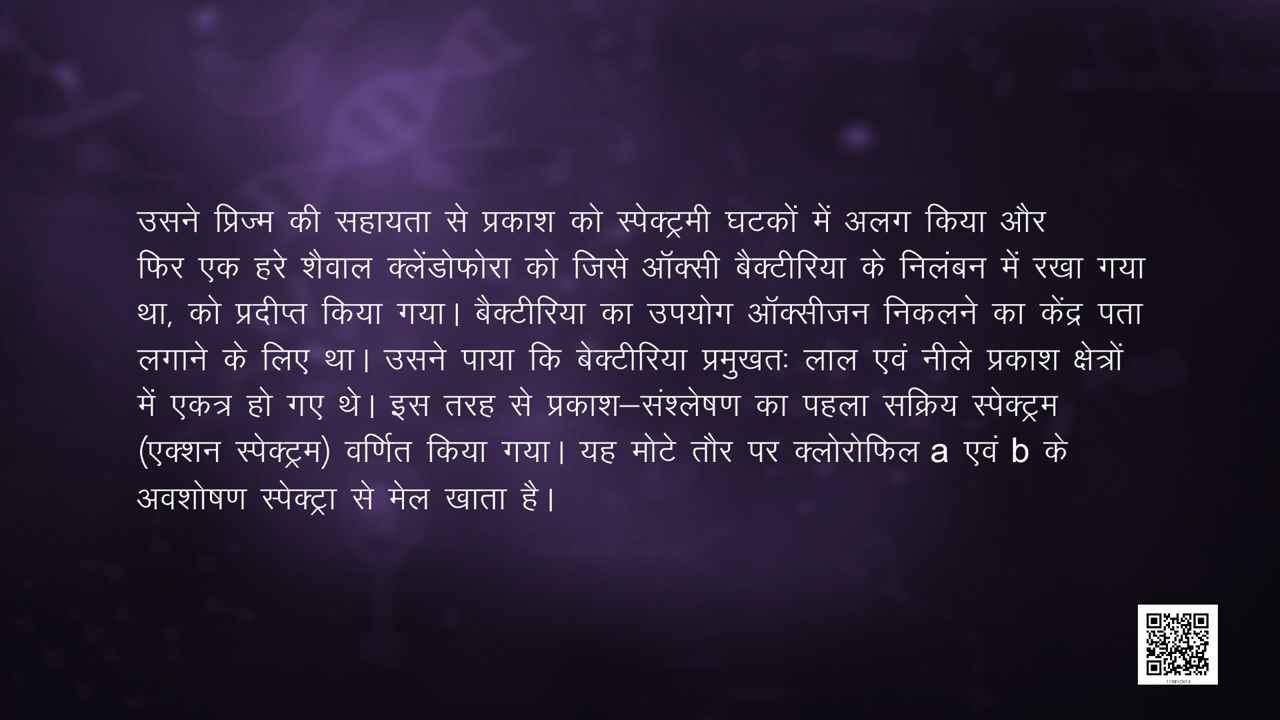 उसने प्रिज्म की सहायता से प्रकाश को स्पेक्ट्रमी घटकों में अलग किया और
फिर एक हरे शैवाल क्लेंडोफोरा को जिसे ऑक्सी बैक्टीरिया के निलंबन में रखा गया
था, को प्रदीप्त किया गया। बैक्टीरिया का उपयोग ऑक्सीजन निकलने का केंद्र पता
लगाने के लिए था। उसने पाया कि बेक्टीरिया प्रमुखतः लाल एवं नीले प्रकाश क्षेत्रों
में एकत्र हो गए थे। इस तरह से प्रकाश–संश्लेषण का पहला सक्रिय स्पेक्ट्रम
(एक्शन स्पेक्ट्रम) वर्णित किया गया। यह मोटे तौर पर क्लोरोफिल a एवं b के
अवशोषण स्पेक्ट्रा से मेल खाता है।